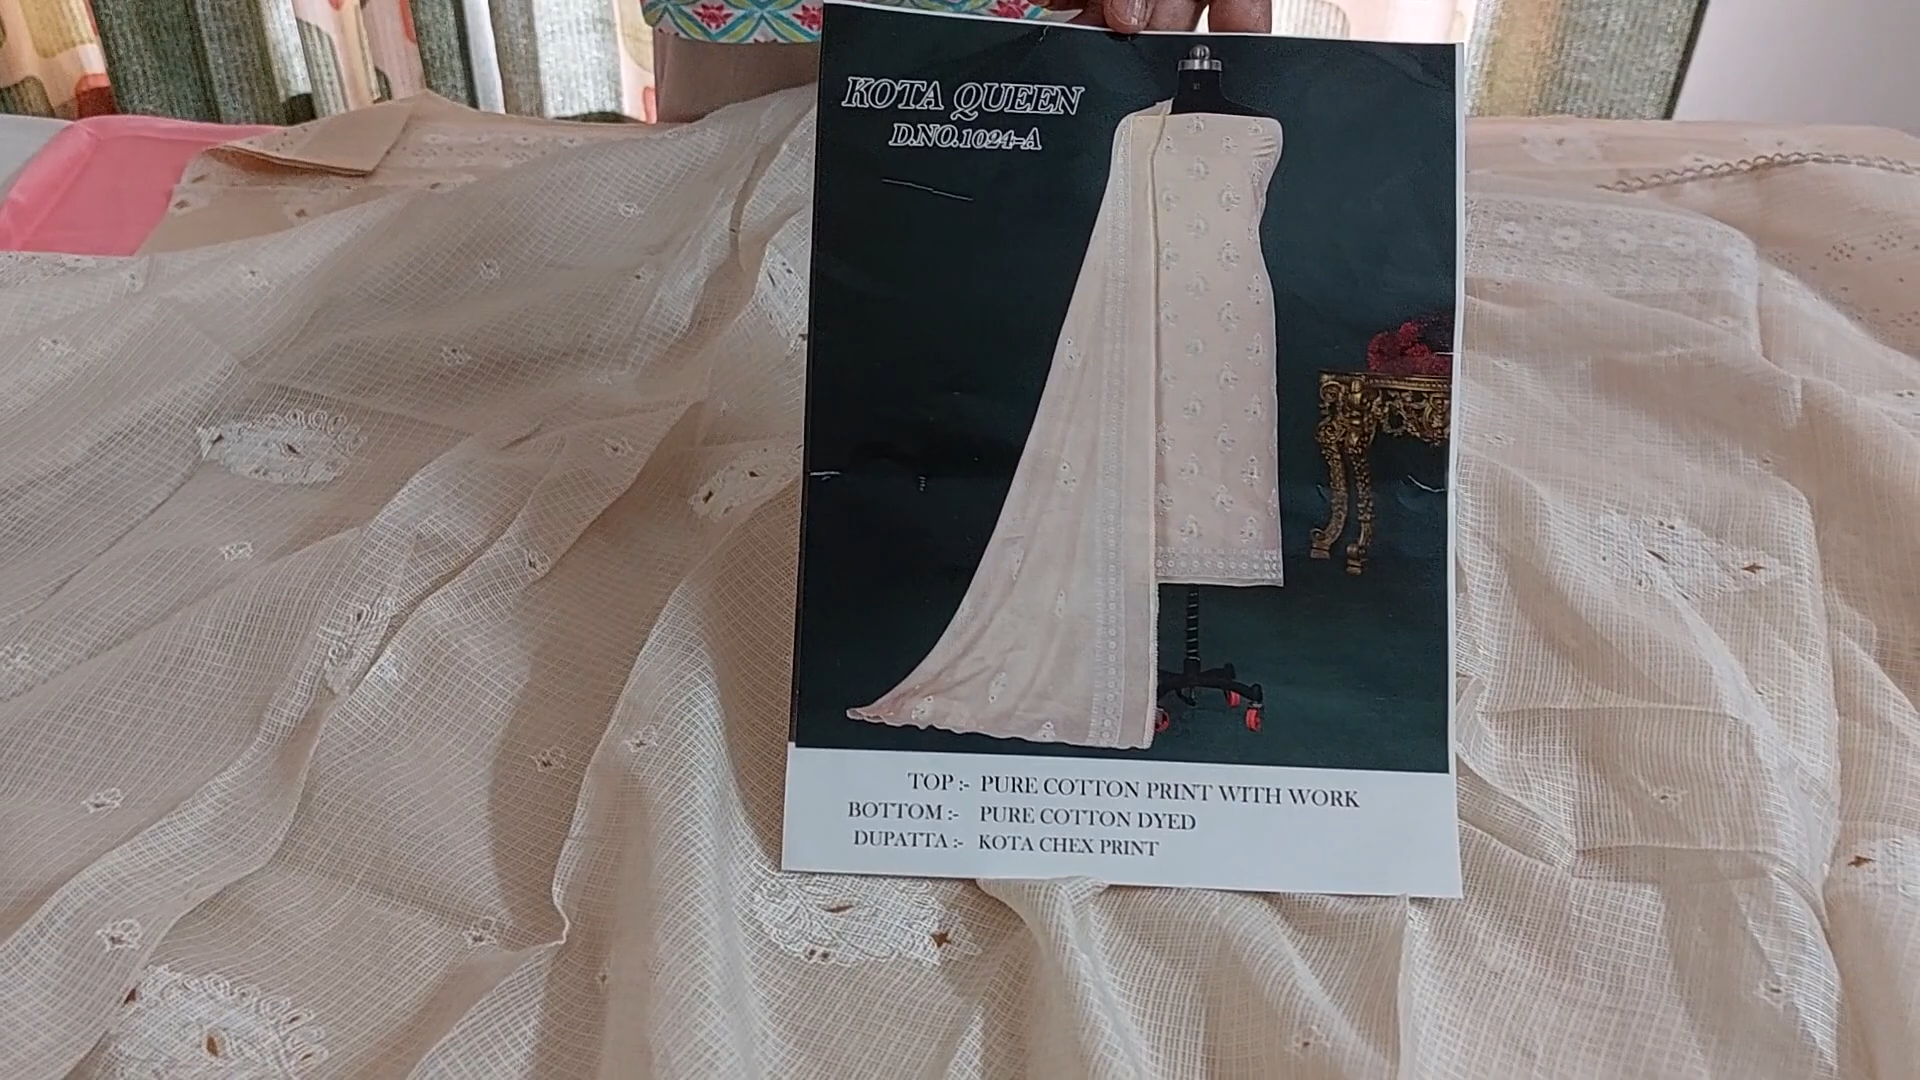 KOTA QUEEN
D.NO.1024-A
TOP :- PURE COTTON PRINT WITH WORK
BOTTOM :- PURE COTTON DYED
DUPATTA :- KOTA CHEX PRINT